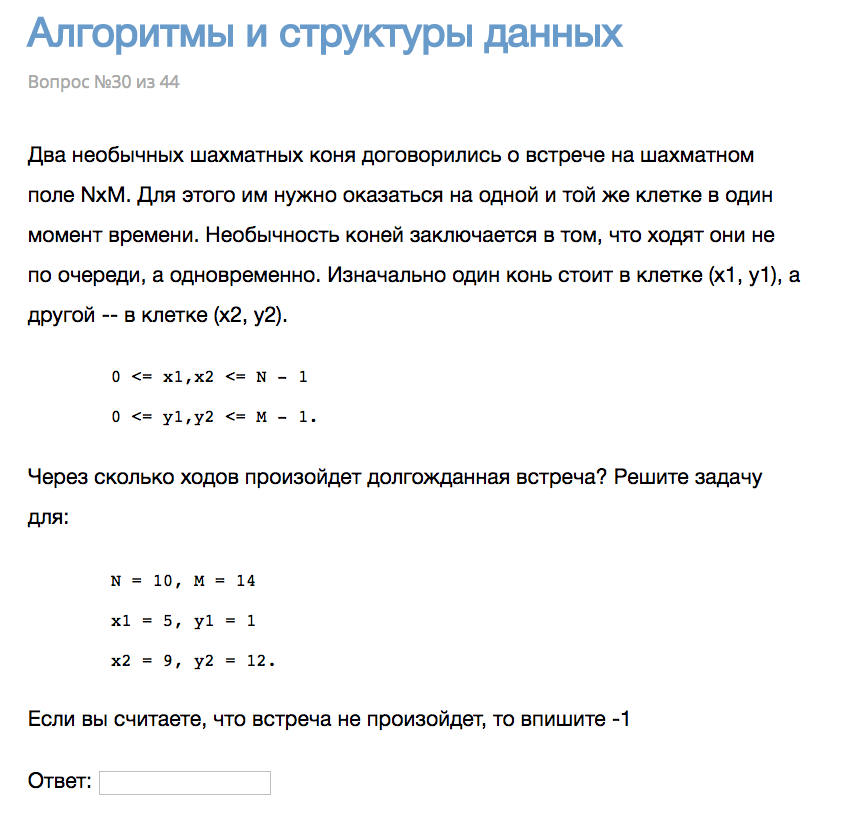 Алгоритмы и структуры данных
Вопрос №30 из 44
Два необычных шахматных коня договорились о встрече на шахматном
поле NxM. Для этого им нужно оказаться на одной и той же клетке в один
момент времени. Необычность коней заключается в том, что ходят они не
по очереди, а одновременно. Изначально один конь стоит в клетке (x1, y1), а
другой -- в клетке (x2, y2).
0 <= x1,x2 <= N - 1
0 <= y1,y2 <= M - 1.
Через сколько ходов произойдет долгожданная встреча? Решите задачу
для:
N = 10, M = 14
x1 = 5, y1 = 1
x2 = 9, y2 = 12.
Если вы считаете, что встреча не произойдет, то впишите -1
Ответ: